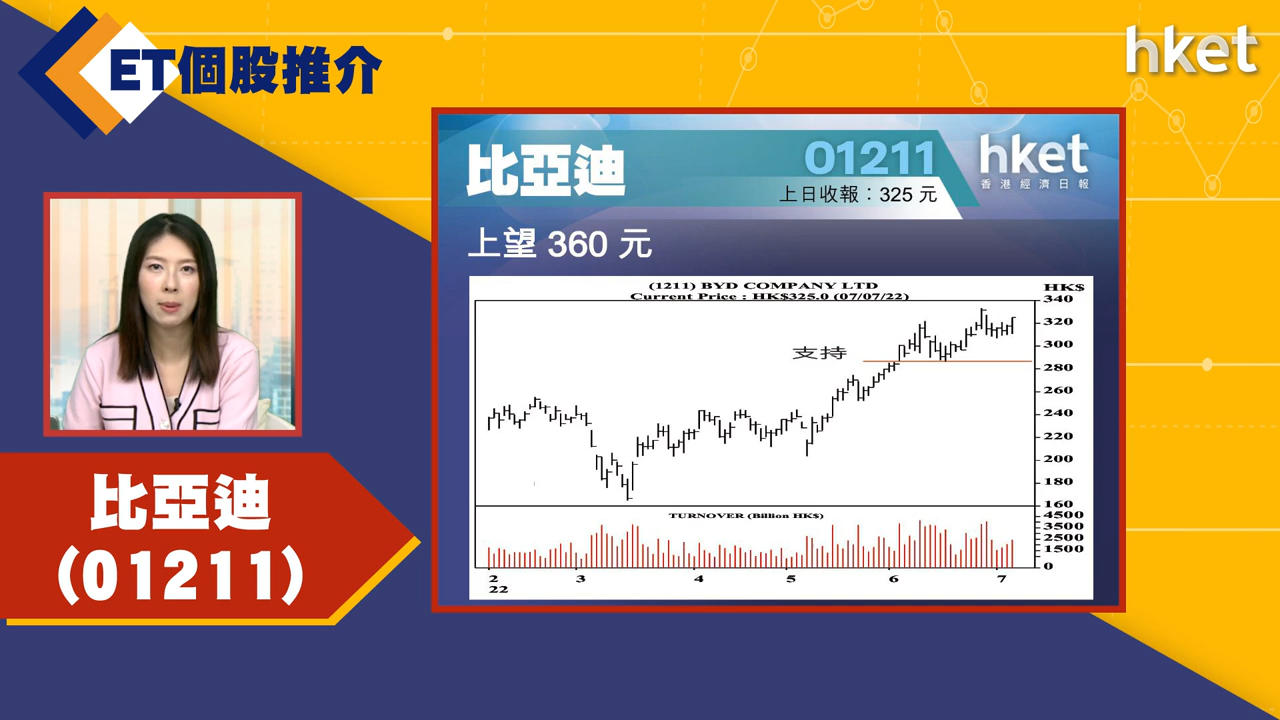 ET個股推介
hket
比亞迪
(01211)
比亞迪
01211
上日收報：325 元
hket
香港經濟日報
上望 360 元
(1211) BYD COMPANY LTD
Current Price : HK$325.0 (07/07/22)
HK$
340
320
300
280
260
240
220
200
180
160
支持
TURNOVER (Billion HK$)
4500
3500
2500
1500
0
2 3 4 5 6 7
22